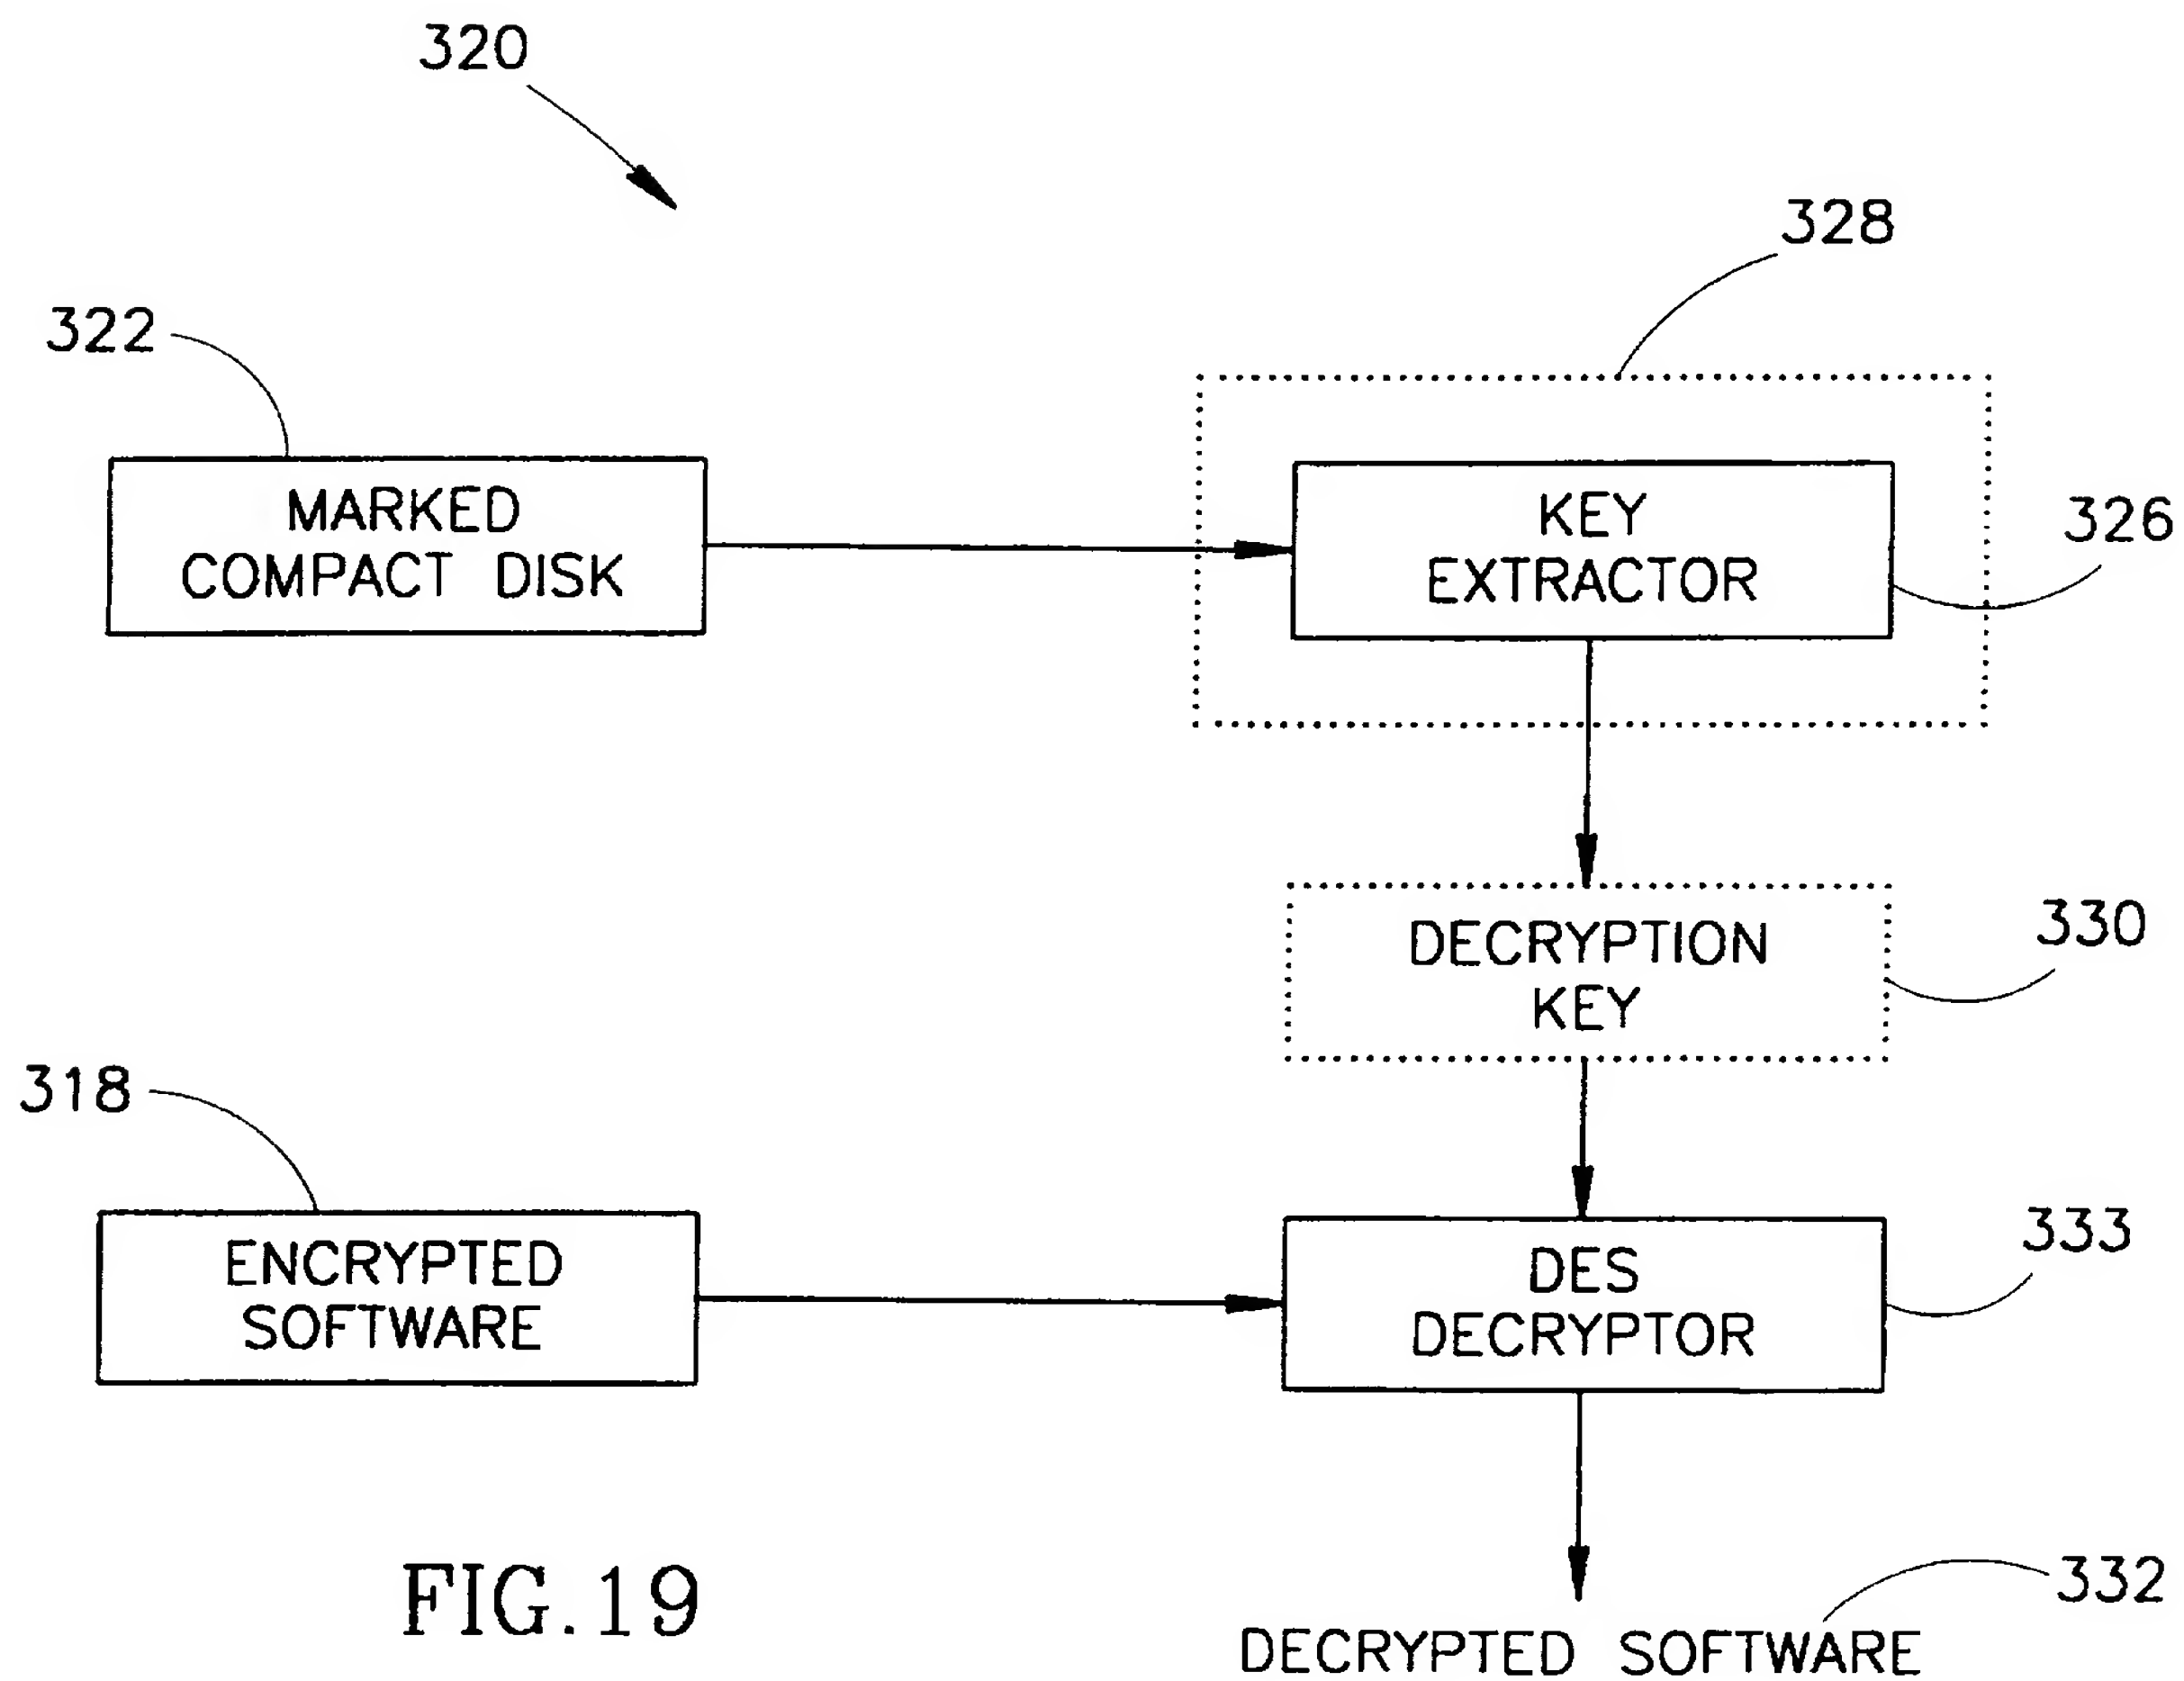 320
328
322
MARKED
COMPACT DISK
KEY
EXTRACTOR
326
DECRYPTION
KEY
330
318
ENCRYPTED
SOFTWARE
DES
DECRYPTOR
333
332
DECRYPTED SOFTWARE
FIG.19